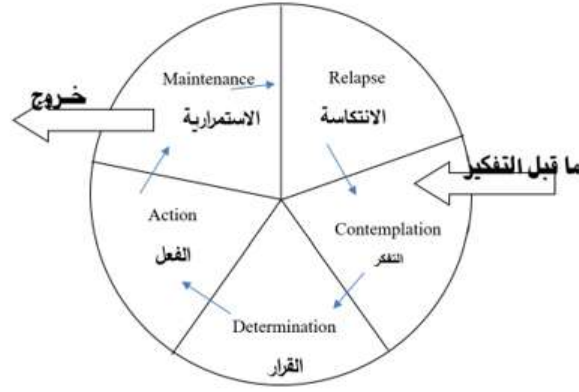 Maintenance
الاستمرارية
خروج
Relapse
الانتكاسة
ما قبل التفكير
Contemplation
التفكر
Action
الفعل
Determination
القرار